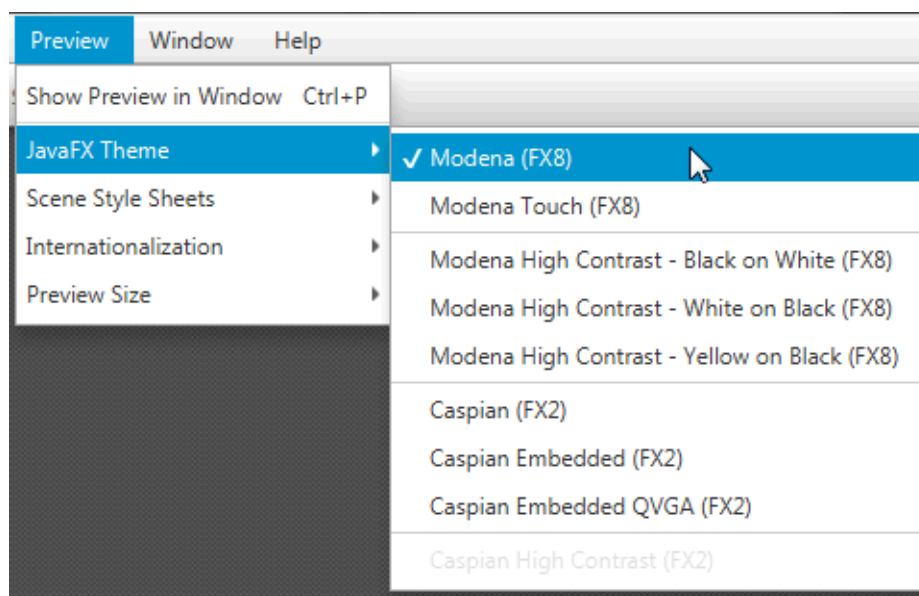 Preview Window Help
Show Preview in Window Ctrl+P
JavaFX Theme
Scene Style Sheets
Internationalization
Preview Size
Modena (FX8)
Modena Touch (FX8)
Modena High Contrast - Black on White (FX8)
Modena High Contrast - White on Black (FX8)
Modena High Contrast - Yellow on Black (FX8)
Caspian (FX2)
Caspian Embedded (FX2)
Caspian Embedded QVGA (FX2)
Caspian High Contrast (FX2)